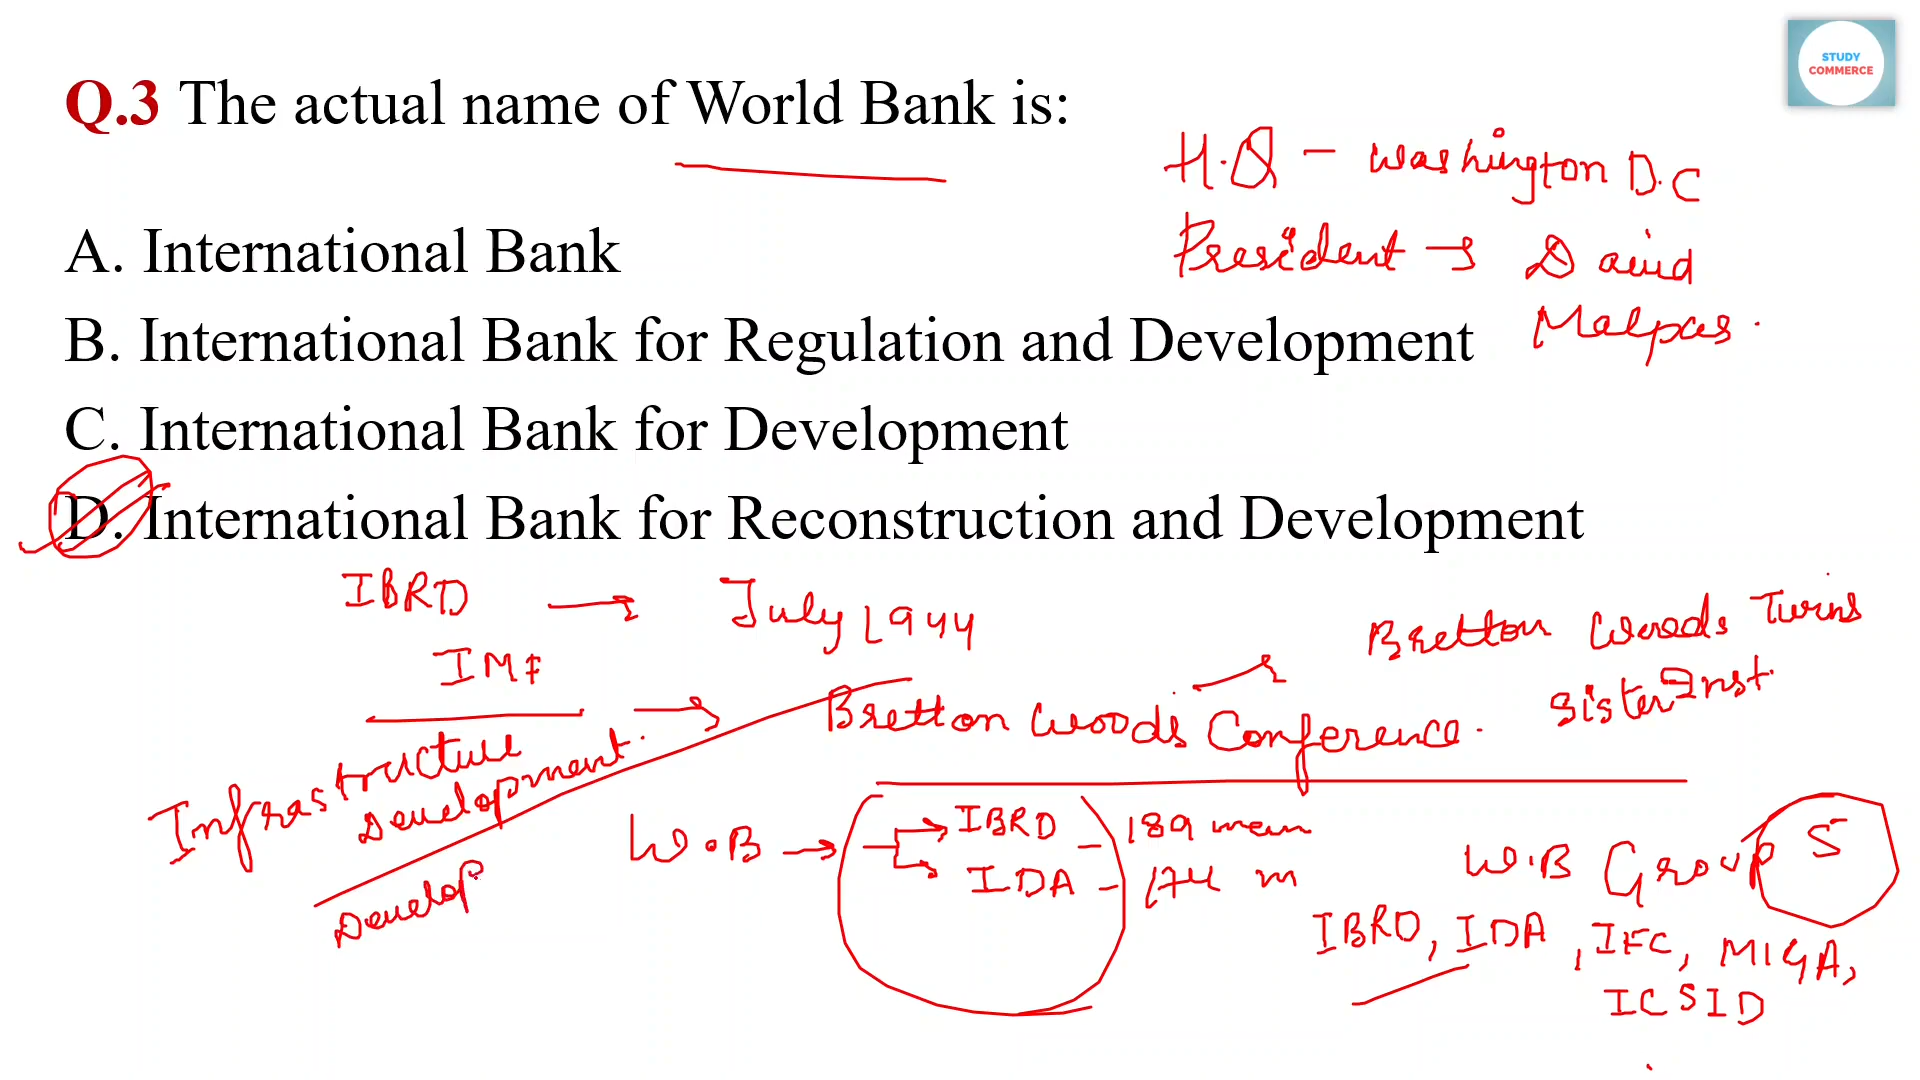 STUDY
COMMERCE
Q.3 The actual name of World Bank is:
H.Q - Washington D.C
President → David
Malpas.
A. International Bank
B. International Bank for Regulation and Development
C. International Bank for Development
D. International Bank for Reconstruction and Development
IBRD → July 1944
IMF
Bretton Woods Twins
Sister Inst.
→ Bretton Woods Conference.
Infrastructure
Development.
Develop
W.B → IBRD - 189 mem
IDA - 174 m
W.B Group 5
IBRD, IDA, IFC, MIGA,
ICSID